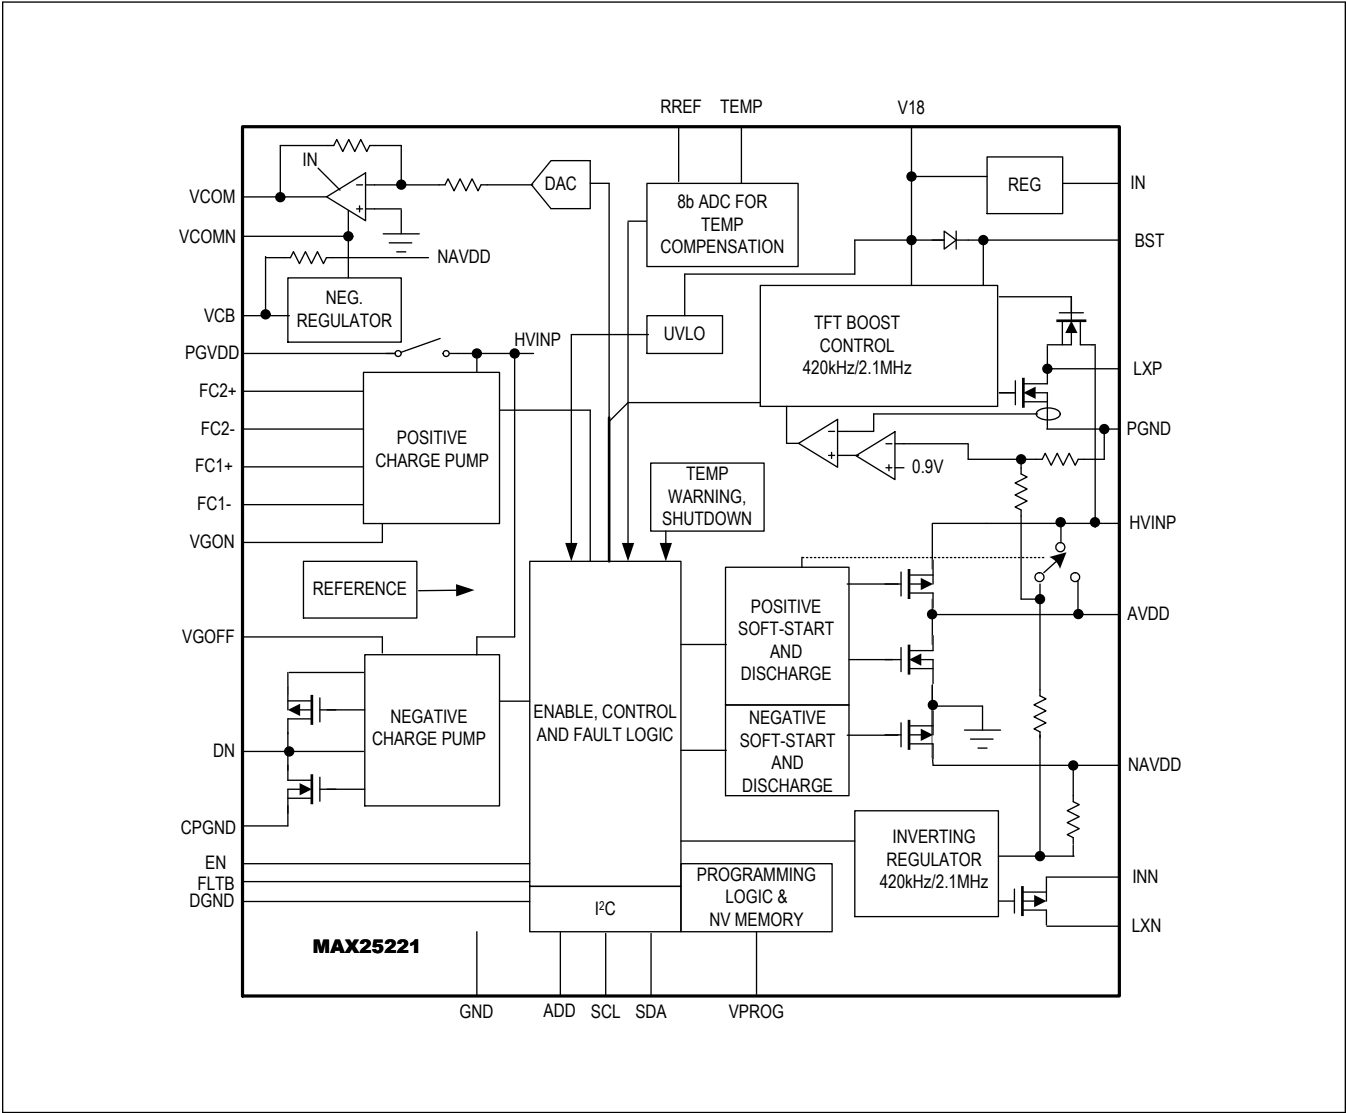 RREF TEMP V18
IN
DAC
VCOM
8b ADC FOR
TEMP
COMPENSATION
REG
IN
VCOMN
BST
NAVDD
NEG.
REGULATOR
VCB
UVLO
TFT BOOST
CONTROL
420kHz/2.1MHz
HVINP
PGVDD
LXP
FC2+
FC2-
POSITIVE
CHARGE PUMP
PGND
FC1+
0.9V
TEMP
WARNING,
SHUTDOWN
FC1-
HVINP
VGON
REFERENCE
POSITIVE
SOFT-START
AND
DISCHARGE
AVDD
VGOFF
NEGATIVE
CHARGE PUMP
ENABLE, CONTROL
AND FAULT LOGIC
NEGATIVE
SOFT-START
AND
DISCHARGE
DN
NAVDD
CPGND
INVERTING
REGULATOR
420kHz/2.1MHz
EN
FLTB
DGND
PROGRAMMING
LOGIC &
NV MEMORY
INN
I²C
LXN
MAX25221
GND ADD SCL SDA VPROG